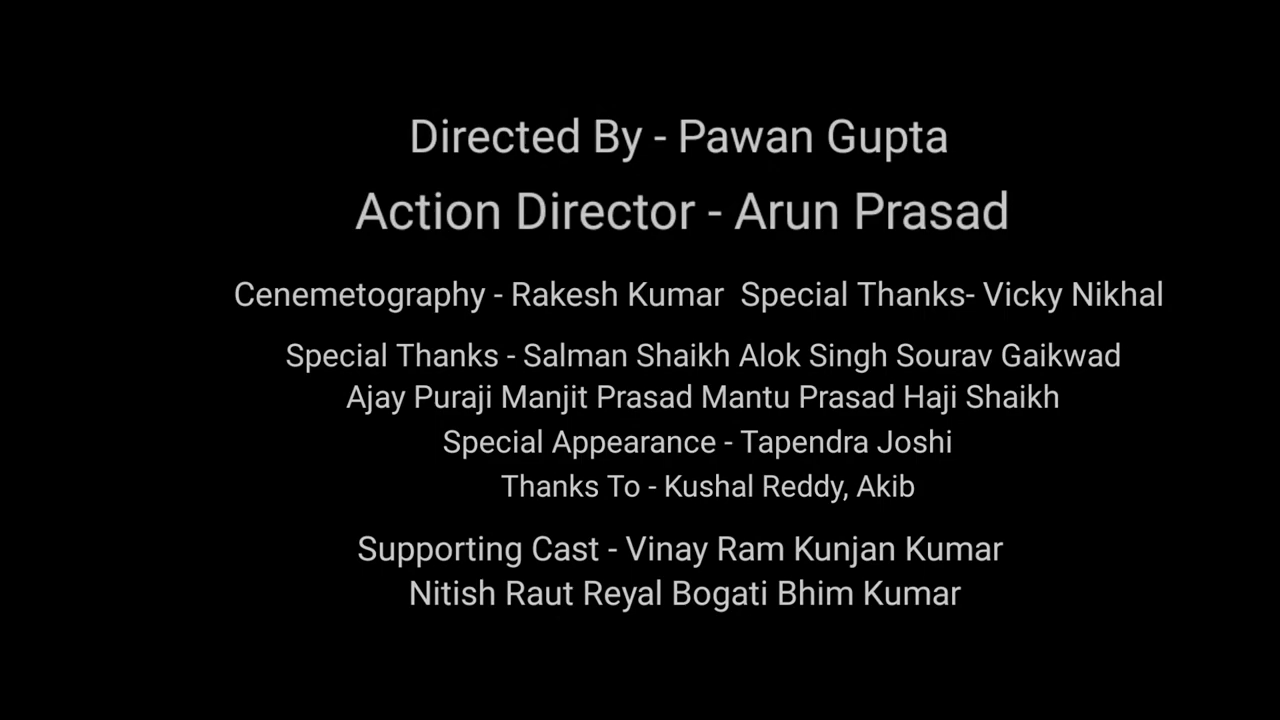 Directed By - Pawan Gupta
Action Director - Arun Prasad
Cenemetography - Rakesh Kumar  Special Thanks- Vicky Nikhal
Special Thanks - Salman Shaikh Alok Singh Sourav Gaikwad
Ajay Puraji Manjit Prasad Mantu Prasad Haji Shaikh
Special Appearance - Tapendra Joshi
Thanks To - Kushal Reddy, Akib
Supporting Cast - Vinay Ram Kunjan Kumar
Nitish Raut Reyal Bogati Bhim Kumar